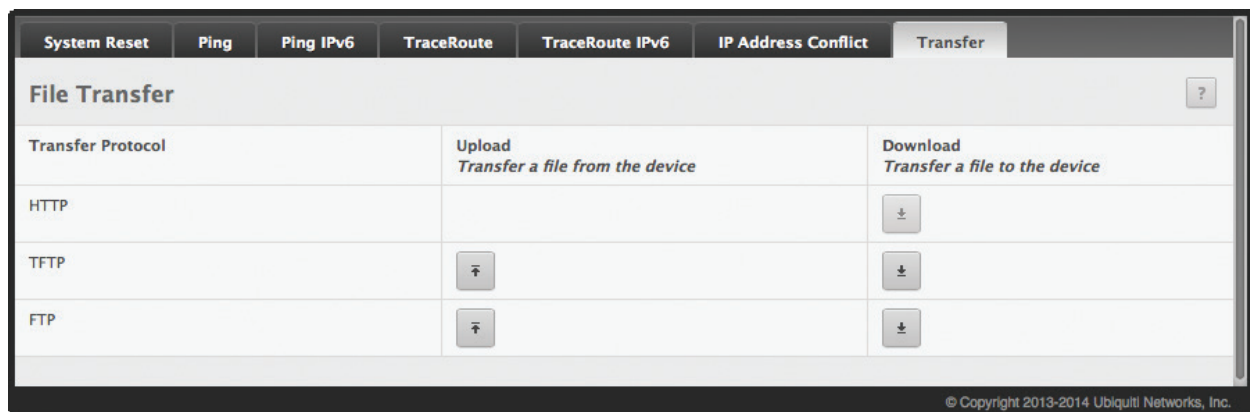 System Reset Ping Ping IPv6 TraceRoute TraceRoute IPv6 IP Address Conflict Transfer
File Transfer ?
Transfer Protocol Upload Download
Transfer a file from the device Transfer a file to the device
HTTP
TFTP
FTP
© Copyright 2013-2014 Ubiquiti Networks, Inc.